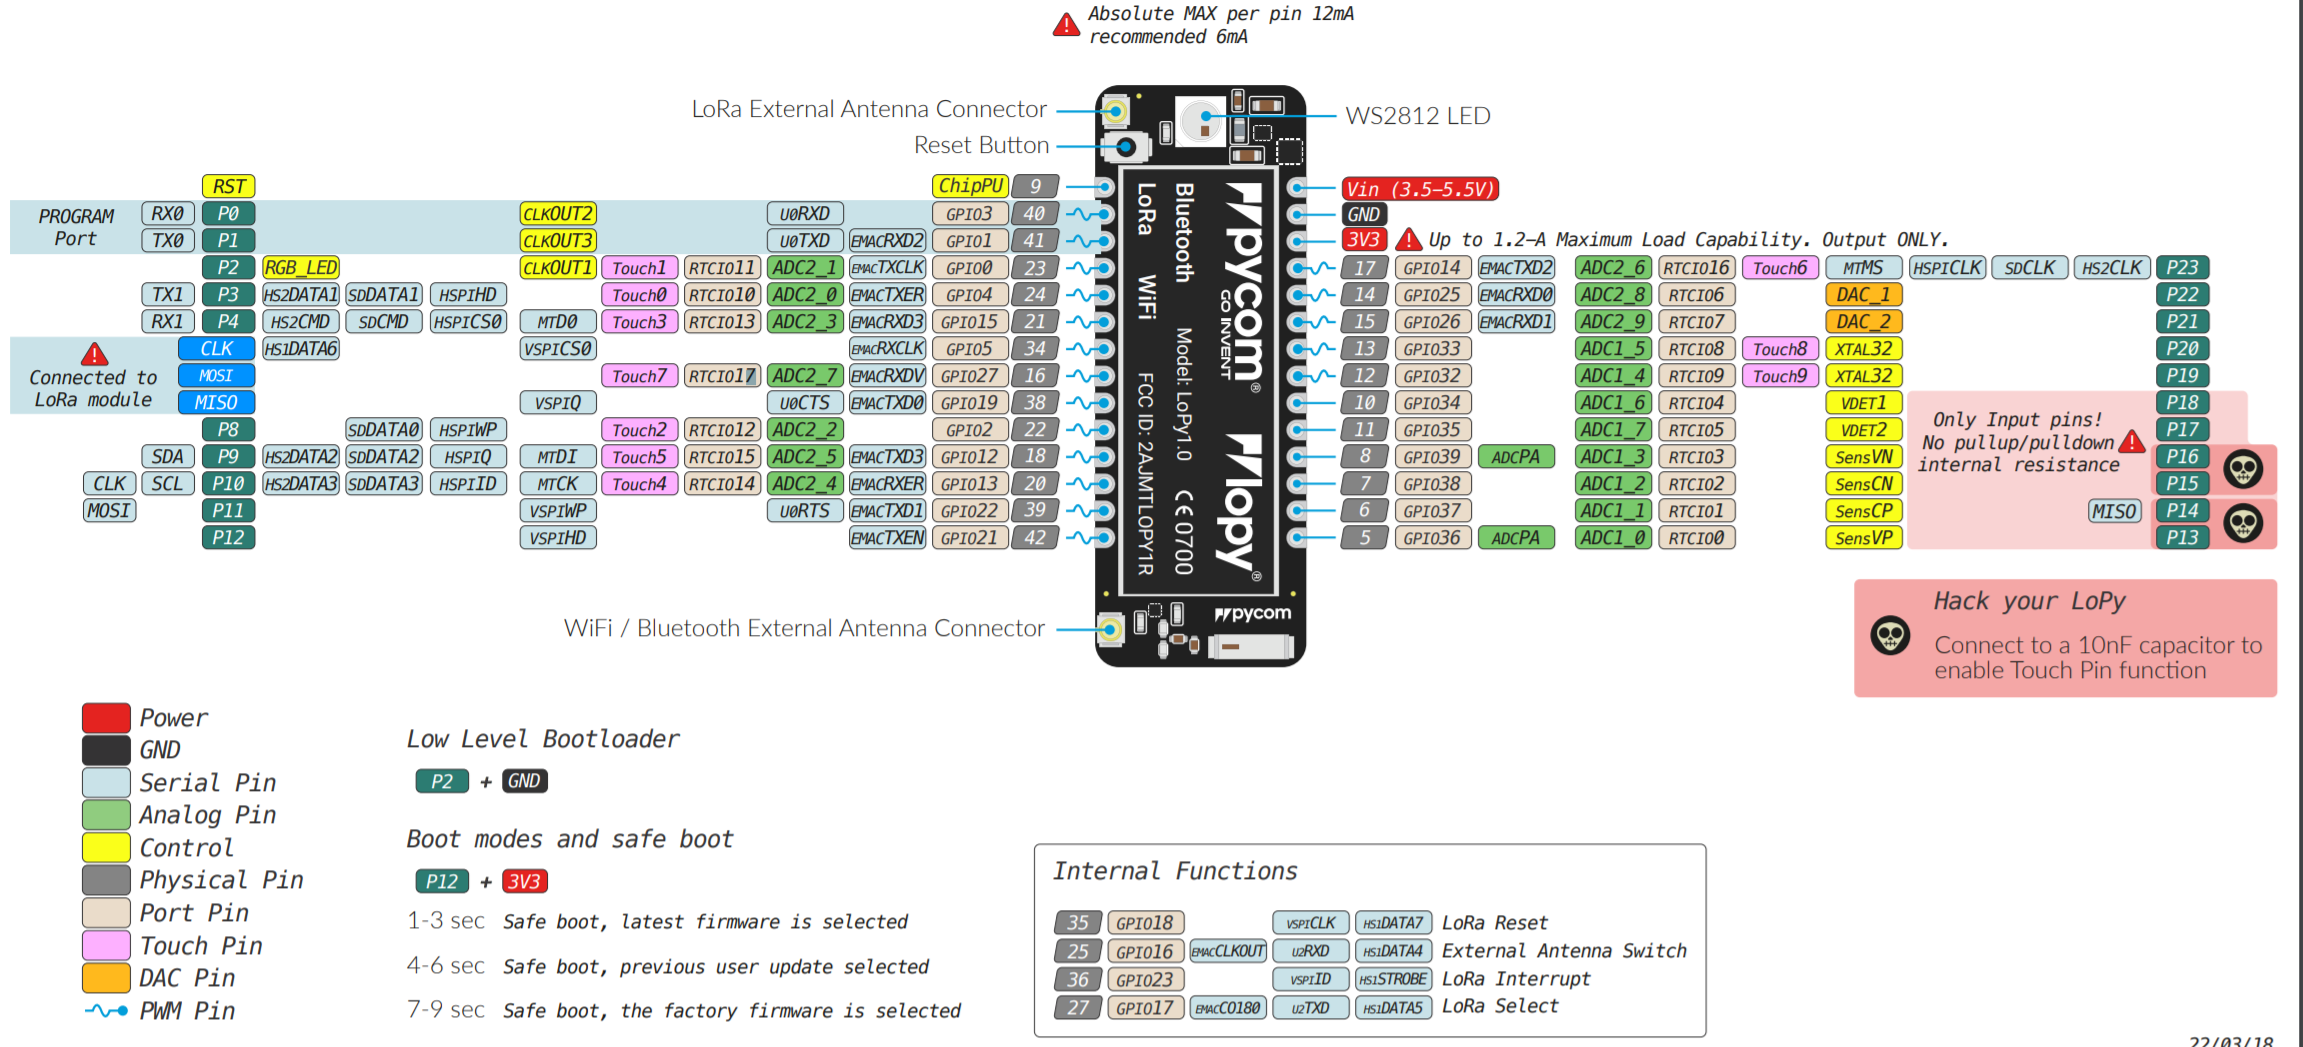 Absolute MAX per pin 12mA
recommended 6mA
LoRa External Antenna Connector
WS2812 LED
Reset Button
RST ChipPU 9 Vin (3.5–5.5V)
PROGRAM
Port
RX0 P0 CLKOUT2 U0RXD GPIO3 40 GND
TX0 P1 CLKOUT3 U0TXD EMACRXD2 GPIO1 41 3V3 Up to 1.2–A Maximum Load Capability. Output ONLY.
P2 RGB_LED CLKOUT1 Touch1 RTCIO11 ADC2_1 EMACTXCLK GPIO0 23 17 GPIO14 EMACTXD2 ADC2_6 RTCIO16 Touch6 MTMS HSPICLK SDCLK HS2CLK P23
TX1 P3 HS2DATA1 SDDATA1 HSPIHD Touch0 RTCIO10 ADC2_0 EMACTXER GPIO4 24 14 GPIO25 EMACRXD0 ADC2_8 RTCIO6 DAC_1 P22
RX1 P4 HS2CMD SDCMD HSPICS0 MTDO Touch3 RTCIO13 ADC2_3 EMACRXD3 GPIO15 21 15 GPIO26 EMACRXD1 ADC2_9 RTCIO7 DAC_2 P21
CLK HS1DATA6 VSPICS0 EMACRXCLK GPIO5 34 13 GPIO33 ADC1_5 RTCIO8 Touch8 XTAL32 P20
Connected to
LoRa module
MOSI Touch7 RTCIO17 ADC2_7 EMACRXDV GPIO27 16 12 GPIO32 ADC1_4 RTCIO9 Touch9 XTAL32 P19
MISO VSPIQ U0CTS EMACTXD0 GPIO19 38 10 GPIO34 ADC1_6 RTCIO4 VDET1 P18
P8 SDDATA0 HSPIWP Touch2 RTCIO12 ADC2_2 GPIO2 22 11 GPIO35 ADC1_7 RTCIO5 VDET2 P17
SDA P9 HS2DATA2 SDDATA2 HSPIQ MTDI Touch5 RTCIO15 ADC2_5 EMACTXD3 GPIO12 18 8 GPIO39 ADCPA ADC1_3 RTCIO3 SensVN P16
CLK SCL P10 HS2DATA3 SDDATA3 HSPIID MTCK Touch4 RTCIO14 ADC2_4 EMACRXER GPIO13 20 7 GPIO38 ADC1_2 RTCIO2 SensCN P15
MOSI P11 VSPIWP U0RTS EMACTXD1 GPIO22 39 6 GPIO37 ADC1_1 RTCIO1 SensCP MISO P14
P12 VSPIHD EMACTXEN GPIO21 42 5 GPIO36 ADCPA ADC1_0 RTCIO0 SensVP P13
Only Input pins!
No pullup/pulldown
internal resistance
pycom®
GO INVENT
lopy®
Bluetooth Model: LoPy1.0 CE0700
LoRa WiFi FCC ID: 2AJMTLOPY1R
pycom
WiFi / Bluetooth External Antenna Connector
Hack your LoPy
Connect to a 10nF capacitor to
enable Touch Pin function
Power
GND
Serial Pin
Analog Pin
Control
Physical Pin
Port Pin
Touch Pin
DAC Pin
PWM Pin
Low Level Bootloader
P2 + GND
Boot modes and safe boot
P12 + 3V3
1-3 sec Safe boot, latest firmware is selected
4-6 sec Safe boot, previous user update selected
7-9 sec Safe boot, the factory firmware is selected
Internal Functions
35 GPIO18 VSPICLK HS1DATA7 LoRa Reset
25 GPIO16 EMACCLKOUT U2RXD HS1DATA4 External Antenna Switch
36 GPIO23 VSPIID HS1STROBE LoRa Interrupt
27 GPIO17 EMACCO180 U2TXD HS1DATA5 LoRa Select
22/03/18